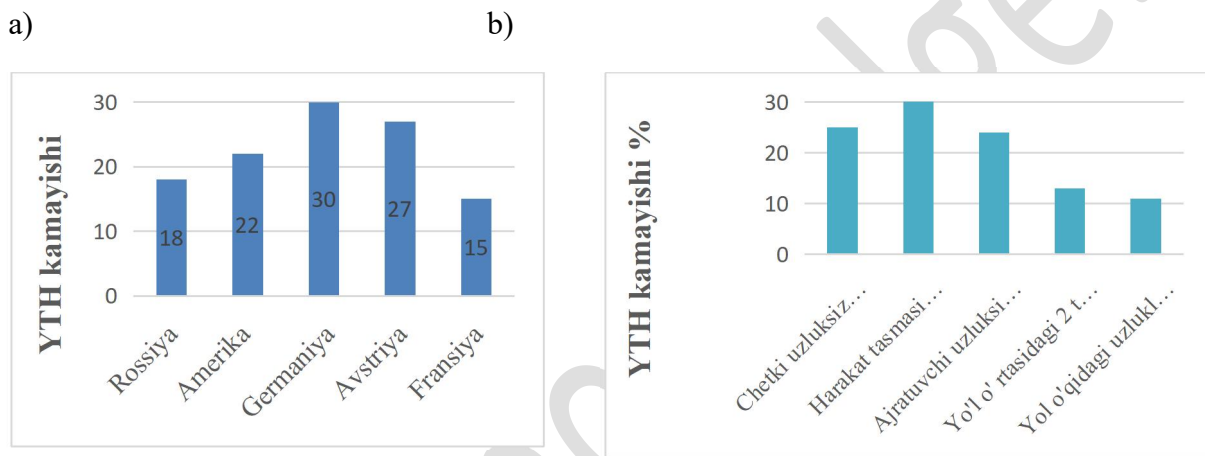 a)
b)
YTH kamayishi
30
20
10
0
18
22
30
27
15
Rossiya
Amerika
Germaniya
Avstriya
Fransiya
YTH kamayishi %
30
20
10
0
Chetki uzluksiz…
Harakat tasmasi…
Ajratuvchi uzluksi…
Yo'l o' rtasidagi 2 t…
Yol o'qidagi uzlukl…